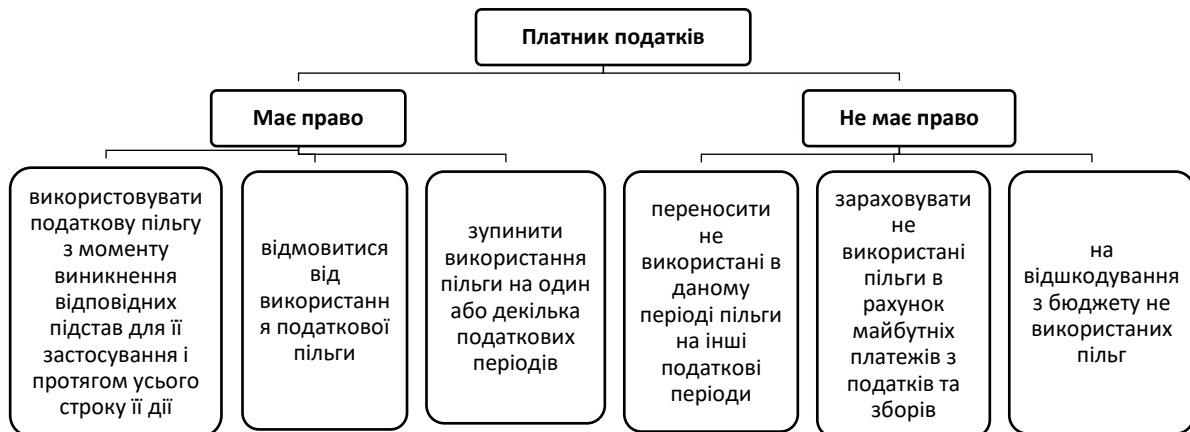 Платник податків
Має право
Не має право
використовувати
податкову пільгу
з моменту
виникнення
відповідних
підстав для її
застосування і
протягом усього
строку її дії
відмовитися
від
використанн
я податкової
пільги
зупинити
використання
пільги на один
або декілька
податкових
періодів
переносити
не
використані в
даному
періоді пільги
на інші
податкові
періоди
зараховувати
не
використані
пільги в
рахунок
майбутніх
платежів з
податків та
зборів
на
відшкодування
з бюджету не
використаних
пільг